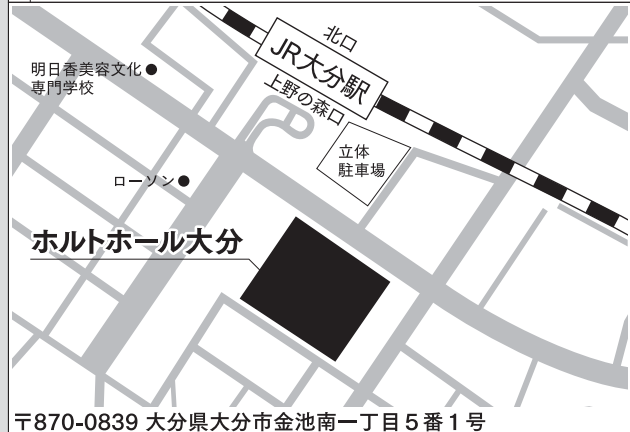 北口
JR大分駅
上野の森口
明日香美容文化
専門学校
立体
駐車場
ローソン
ホルトホール大分
〒870-0839 大分県大分市金池南一丁目5番1号